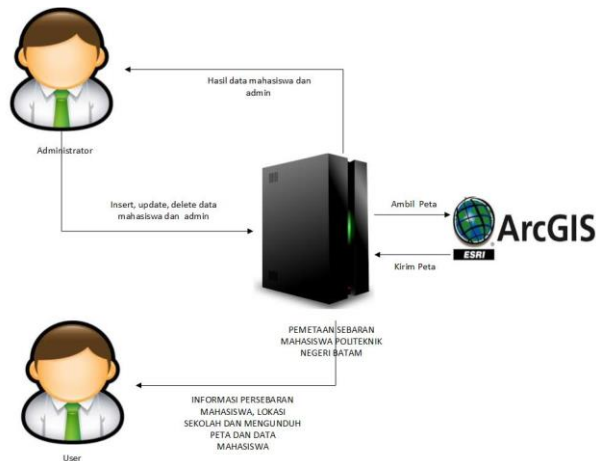 Hasil data mahasiswa dan
admin
Administrator
Insert, update, delete data
mahasiswa dan admin
Ambil Peta
ArcGIS
ESRI
Kirim Peta
PEMETAAN SEBARAN
MAHASISWA POLITEKNIK
NEGERI BATAM
INFORMASI PERSEBARAN
MAHASISWA, LOKASI
SEKOLAH DAN MENGUNDUH
PETA DAN DATA
MAHASISWA
User